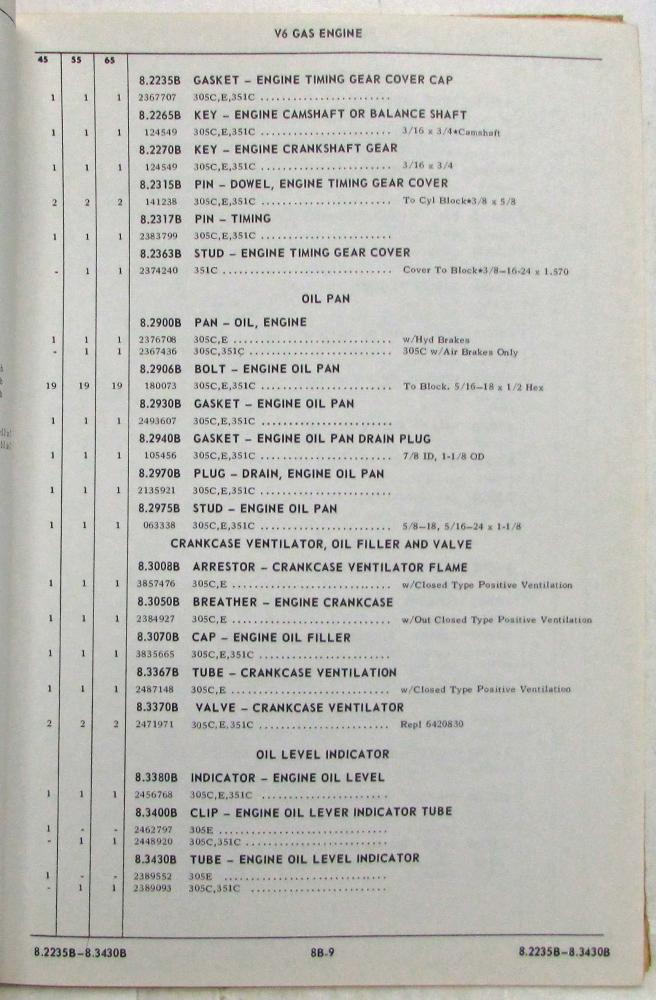 V6 GAS ENGINE
45 55 65
8.2235B GASKET – ENGINE TIMING GEAR COVER CAP
1 1 1 2367707 305C,E,351C ........................
8.2265B KEY – ENGINE CAMSHAFT OR BALANCE SHAFT
1 1 1 124549 305C,E,351C ........................ 3/16 x 3/4*Camshaft
8.2270B KEY – ENGINE CRANKSHAFT GEAR
1 1 1 124549 305C,E,351C ........................ 3/16 x 3/4
8.2315B PIN – DOWEL, ENGINE TIMING GEAR COVER
2 2 2 141238 305C,E,351C ........................ To Cyl Block*3/8 x 5/8
8.2317B PIN – TIMING
1 1 1 2383799 305C,E,351C ........................
8.2363B STUD – ENGINE TIMING GEAR COVER
- 1 1 2374240 351C ............................... Cover To Block*3/8–16-24 x 1.570
OIL PAN
8.2900B PAN – OIL, ENGINE
1 1 1 2376708 305C,E ............................. w/Hyd Brakes
- 1 1 2367436 305C,351C .......................... 305C w/Air Brakes Only
8.2906B BOLT – ENGINE OIL PAN
19 19 19 180073 305C,E,351C ........................ To Block. 5/16–18 x 1/2 Hex
8.2930B GASKET – ENGINE OIL PAN
1 1 1 2493607 305C,E,351C ........................
8.2940B GASKET – ENGINE OIL PAN DRAIN PLUG
1 1 1 105456 305C,E,351C ........................ 7/8 ID, 1-1/8 OD
8.2970B PLUG – DRAIN, ENGINE OIL PAN
1 1 1 2135921 305C,E,351C ........................
8.2975B STUD – ENGINE OIL PAN
1 1 1 063338 305C,E,351C ........................ 5/8–18, 5/16–24 x 1-1/8
CRANKCASE VENTILATOR, OIL FILLER AND VALVE
8.3008B ARRESTOR – CRANKCASE VENTILATOR FLAME
1 1 1 3857476 305C,E ............................. w/Closed Type Positive Ventilation
8.3050B BREATHER – ENGINE CRANKCASE
1 1 1 2384927 305C,E ............................. w/Out Closed Type Positive Ventilation
8.3070B CAP – ENGINE OIL FILLER
1 1 1 3835665 305C,E,351C ........................
8.3367B TUBE – CRANKCASE VENTILATION
1 1 1 2487148 305C,E ............................. w/Closed Type Positive Ventilation
8.3370B VALVE – CRANKCASE VENTILATOR
2 2 2 2471971 305C,E,351C ........................ Repl 6420830
OIL LEVEL INDICATOR
8.3380B INDICATOR – ENGINE OIL LEVEL
1 1 1 2456768 305C,E,351C ........................
8.3400B CLIP – ENGINE OIL LEVER INDICATOR TUBE
1 - - 2462797 305E ...............................
- 1 1 2448920 305C,351C ..........................
8.3430B TUBE – ENGINE OIL LEVEL INDICATOR
1 - - 2389552 305E ..............................
- 1 1 2389093 305C,351C .........................
8.2235B–8.3430B 8B-9 8.2235B–8.3430B